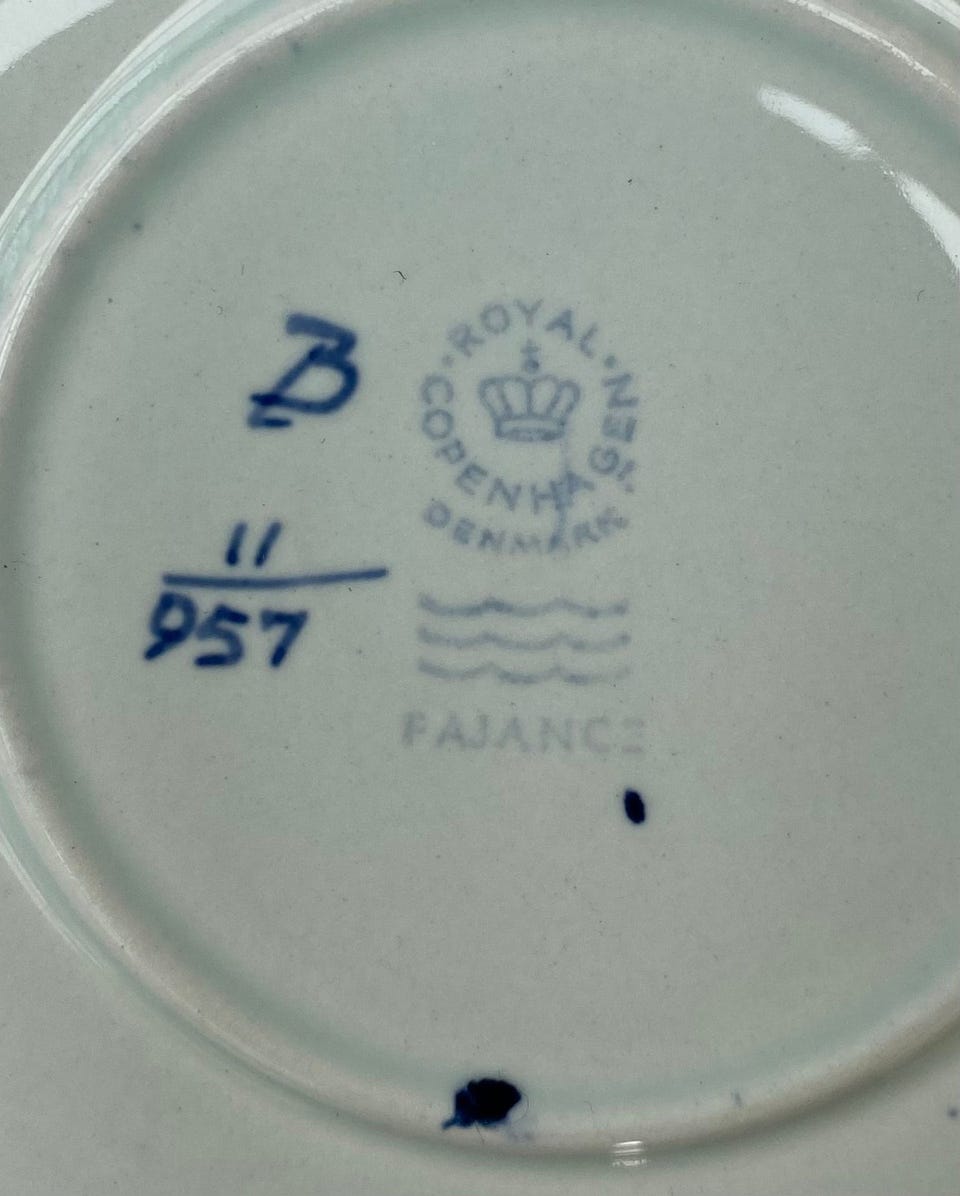 B
11
957
ROYAL
COPENHAGEN
DENMARK
FAJANCE